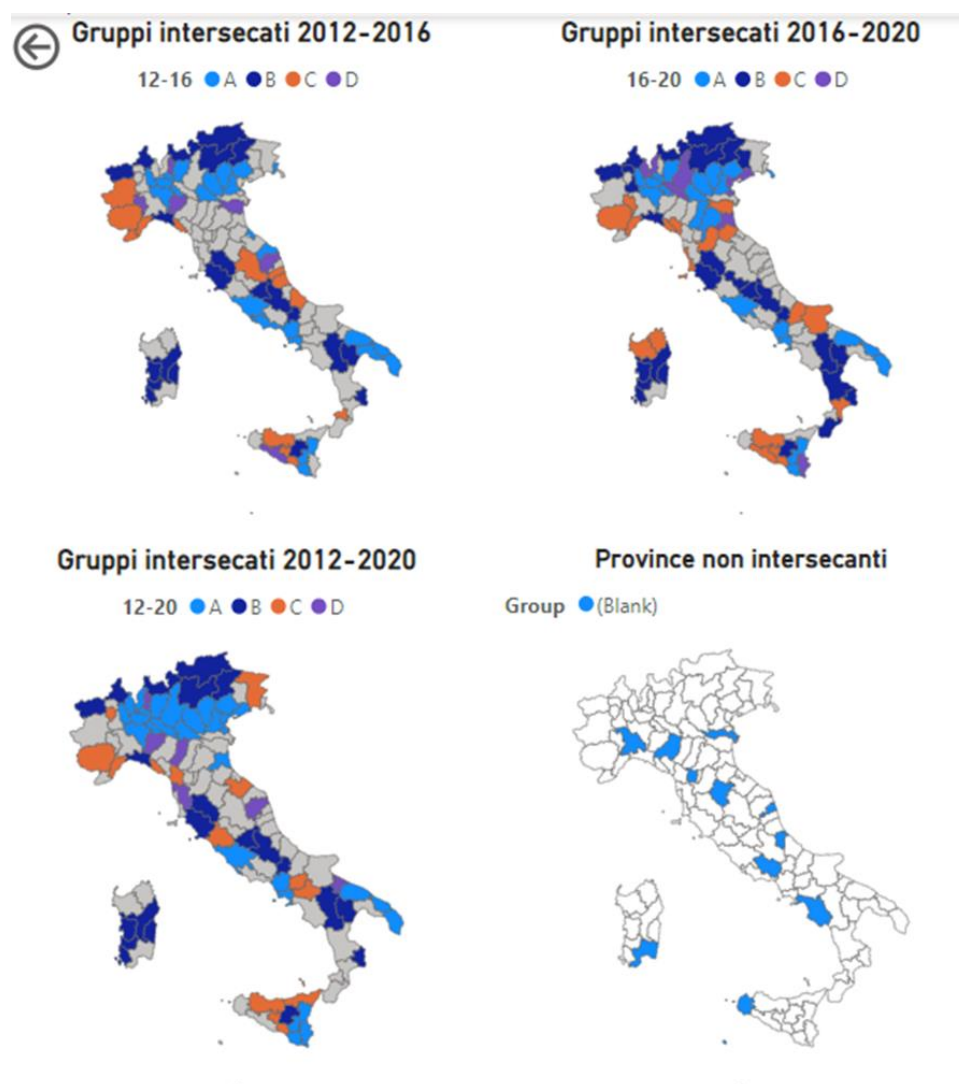 Gruppi intersecati 2012-2016
12-16 A B C D
Gruppi intersecati 2016-2020
16-20 A B C D
Gruppi intersecati 2012-2020
12-20 A B C D
Province non intersecanti
Group (Blank)